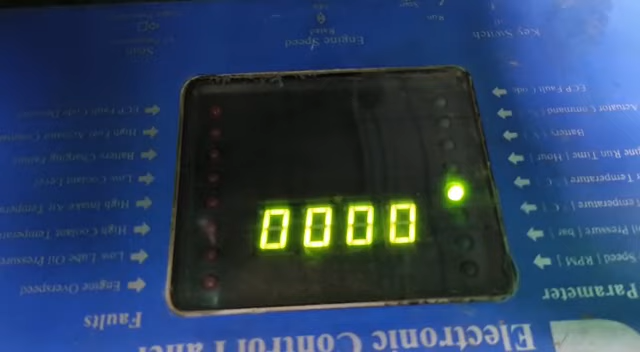 Electronic Control Panel
Parameter
Speed | RPM |
Oil Pressure | bar
Temperature | C
Temperature | C
Run Time | Hour |
Battery
Actuator Command
ECP Fault Code
0000
Faults
Engine Overspeed
Low Lube Oil Pressure
High Coolant Temperature
High Intake Air Temperature
Low Coolant Level
Battery Charging Failure
High Fuel Actuator
ECP Fault Code
Key Switch
Engine Speed